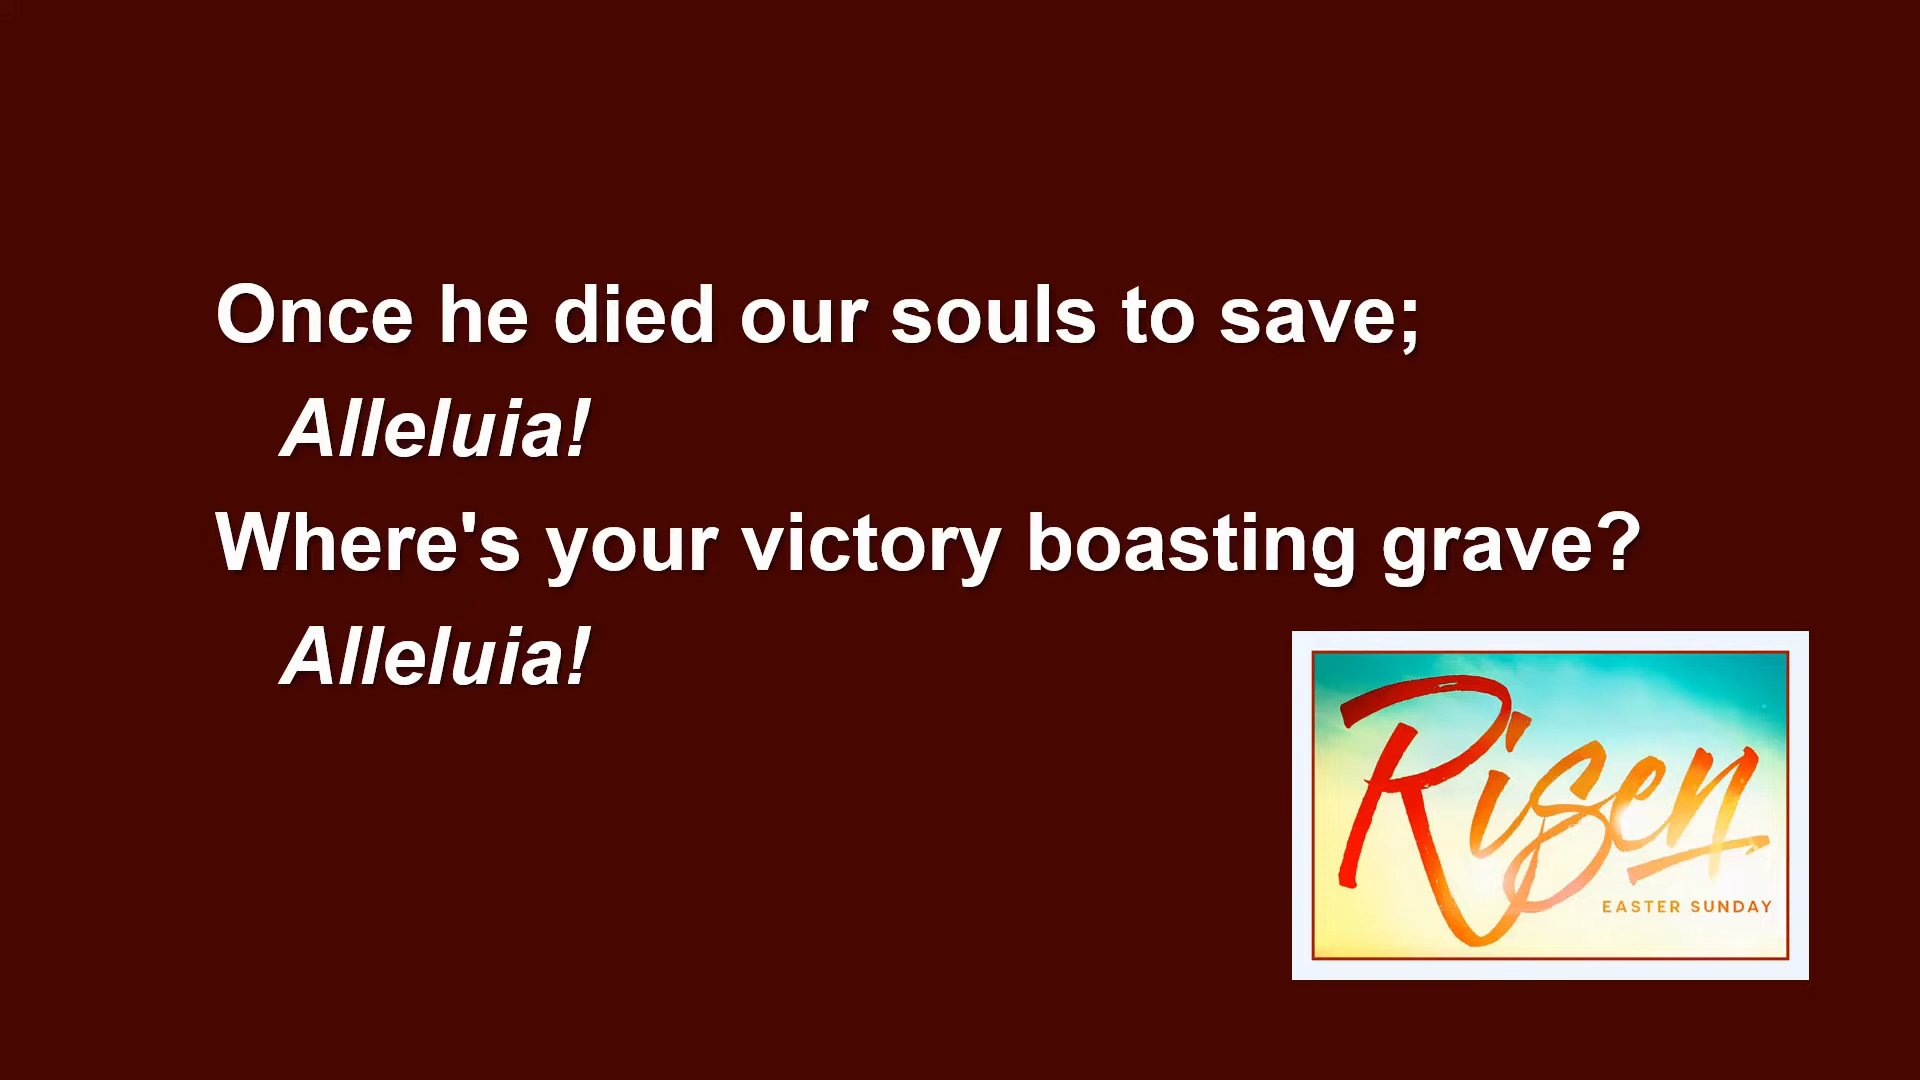 Once he died our souls to save;
Alleluia!
Where's your victory boasting grave?
Alleluia!
Risen
EASTER SUNDAY